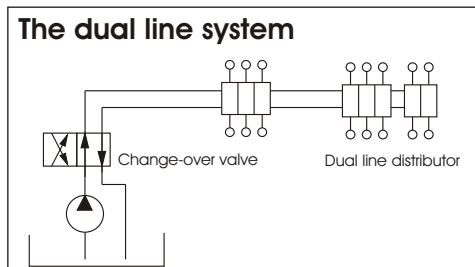 The dual line system
Change-over valve
Dual line distributor